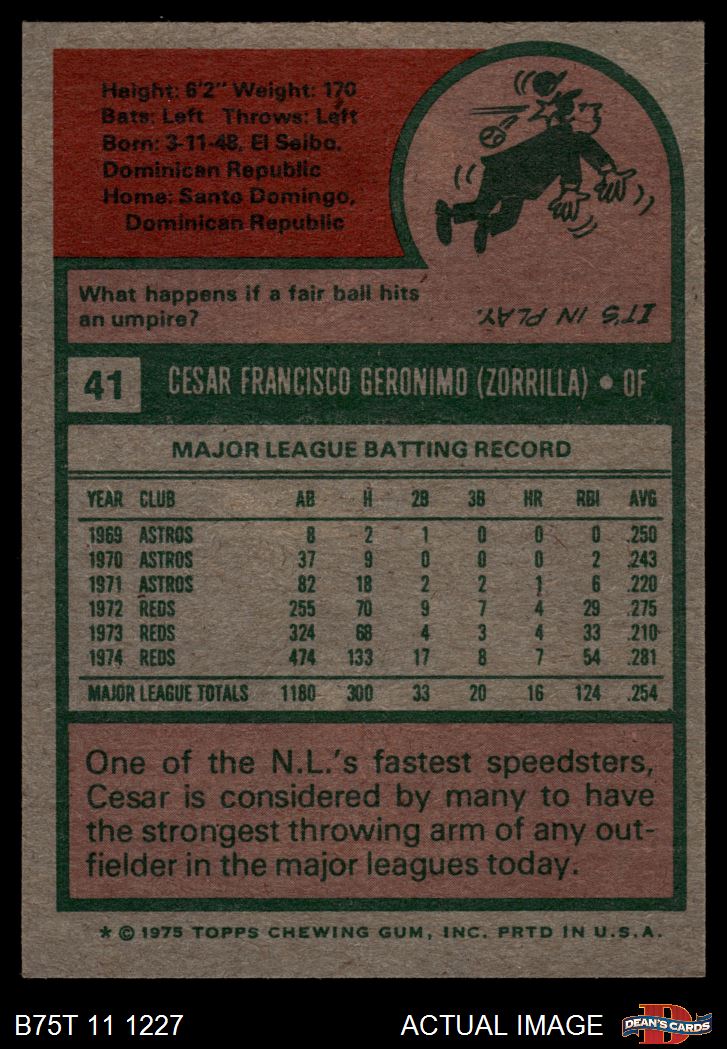 Height: 6'2" Weight: 170
Bats: Left Throws: Left
Born: 3-11-48, El Seibo,
Dominican Republic
Home: Santo Domingo,
Dominican Republic
What happens if a fair ball hits
an umpire?
IT'S IN PLAY.
41 CESAR FRANCISCO GERONIMO (ZORRILLA) • OF
MAJOR LEAGUE BATTING RECORD
YEAR CLUB AB H 2B 3B HR RBI AVG
1969 ASTROS 8 2 1 0 0 0 .250
1970 ASTROS 37 9 0 0 0 2 .243
1971 ASTROS 82 18 2 2 1 6 .220
1972 REDS 255 70 9 7 4 29 .275
1973 REDS 324 68 4 3 4 33 .210
1974 REDS 474 133 17 8 7 54 .281
MAJOR LEAGUE TOTALS 1180 300 33 20 16 124 .254
One of the N.L.'s fastest speedsters,
Cesar is considered by many to have
the strongest throwing arm of any out-
fielder in the major leagues today.
* © 1975 TOPPS CHEWING GUM, INC. PRTD IN U.S.A.
B75T 11 1227 ACTUAL IMAGE
D
DEAN'S CARDS